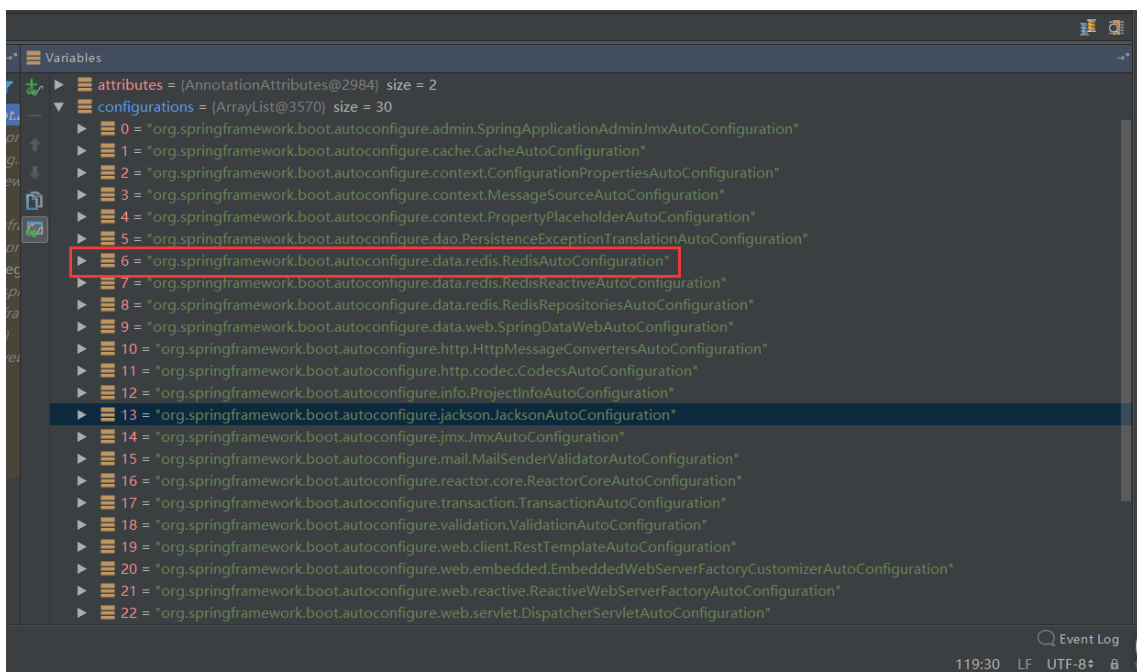 Variables
attributes = {AnnotationAttributes@2984} size = 2
configurations = {ArrayList@3570} size = 30
0 = "org.springframework.boot.autoconfigure.admin.SpringApplicationAdminJmxAutoConfiguration"
1 = "org.springframework.boot.autoconfigure.cache.CacheAutoConfiguration"
2 = "org.springframework.boot.autoconfigure.context.ConfigurationPropertiesAutoConfiguration"
3 = "org.springframework.boot.autoconfigure.context.MessageSourceAutoConfiguration"
4 = "org.springframework.boot.autoconfigure.context.PropertyPlaceholderAutoConfiguration"
5 = "org.springframework.boot.autoconfigure.dao.PersistenceExceptionTranslationAutoConfiguration"
6 = "org.springframework.boot.autoconfigure.data.redis.RedisAutoConfiguration"
7 = "org.springframework.boot.autoconfigure.data.redis.RedisReactiveAutoConfiguration"
8 = "org.springframework.boot.autoconfigure.data.redis.RedisRepositoriesAutoConfiguration"
9 = "org.springframework.boot.autoconfigure.data.web.SpringDataWebAutoConfiguration"
10 = "org.springframework.boot.autoconfigure.http.HttpMessageConvertersAutoConfiguration"
11 = "org.springframework.boot.autoconfigure.http.codec.CodecsAutoConfiguration"
12 = "org.springframework.boot.autoconfigure.info.ProjectInfoAutoConfiguration"
13 = "org.springframework.boot.autoconfigure.jackson.JacksonAutoConfiguration"
14 = "org.springframework.boot.autoconfigure.jmx.JmxAutoConfiguration"
15 = "org.springframework.boot.autoconfigure.mail.MailSenderValidatorAutoConfiguration"
16 = "org.springframework.boot.autoconfigure.reactor.core.ReactorCoreAutoConfiguration"
17 = "org.springframework.boot.autoconfigure.transaction.TransactionAutoConfiguration"
18 = "org.springframework.boot.autoconfigure.validation.ValidationAutoConfiguration"
19 = "org.springframework.boot.autoconfigure.web.client.RestTemplateAutoConfiguration"
20 = "org.springframework.boot.autoconfigure.web.embedded.EmbeddedWebServerFactoryCustomizerAutoConfiguration"
21 = "org.springframework.boot.autoconfigure.web.reactive.ReactiveWebServerFactoryAutoConfiguration"
22 = "org.springframework.boot.autoconfigure.web.servlet.DispatcherServletAutoConfiguration"
Event Log
119:30 LF UTF-8